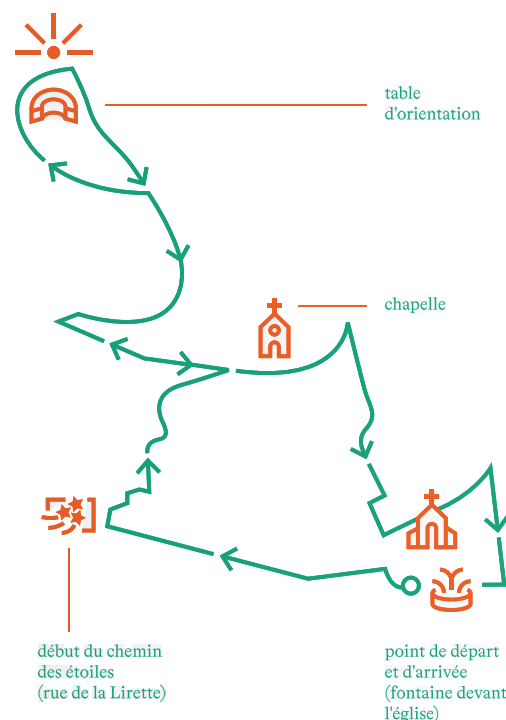 table
d'orientation
chapelle
début du chemin
des étoiles
(rue de la Lirette)
point de départ
et d'arrivée
(fontaine devant
l'église)